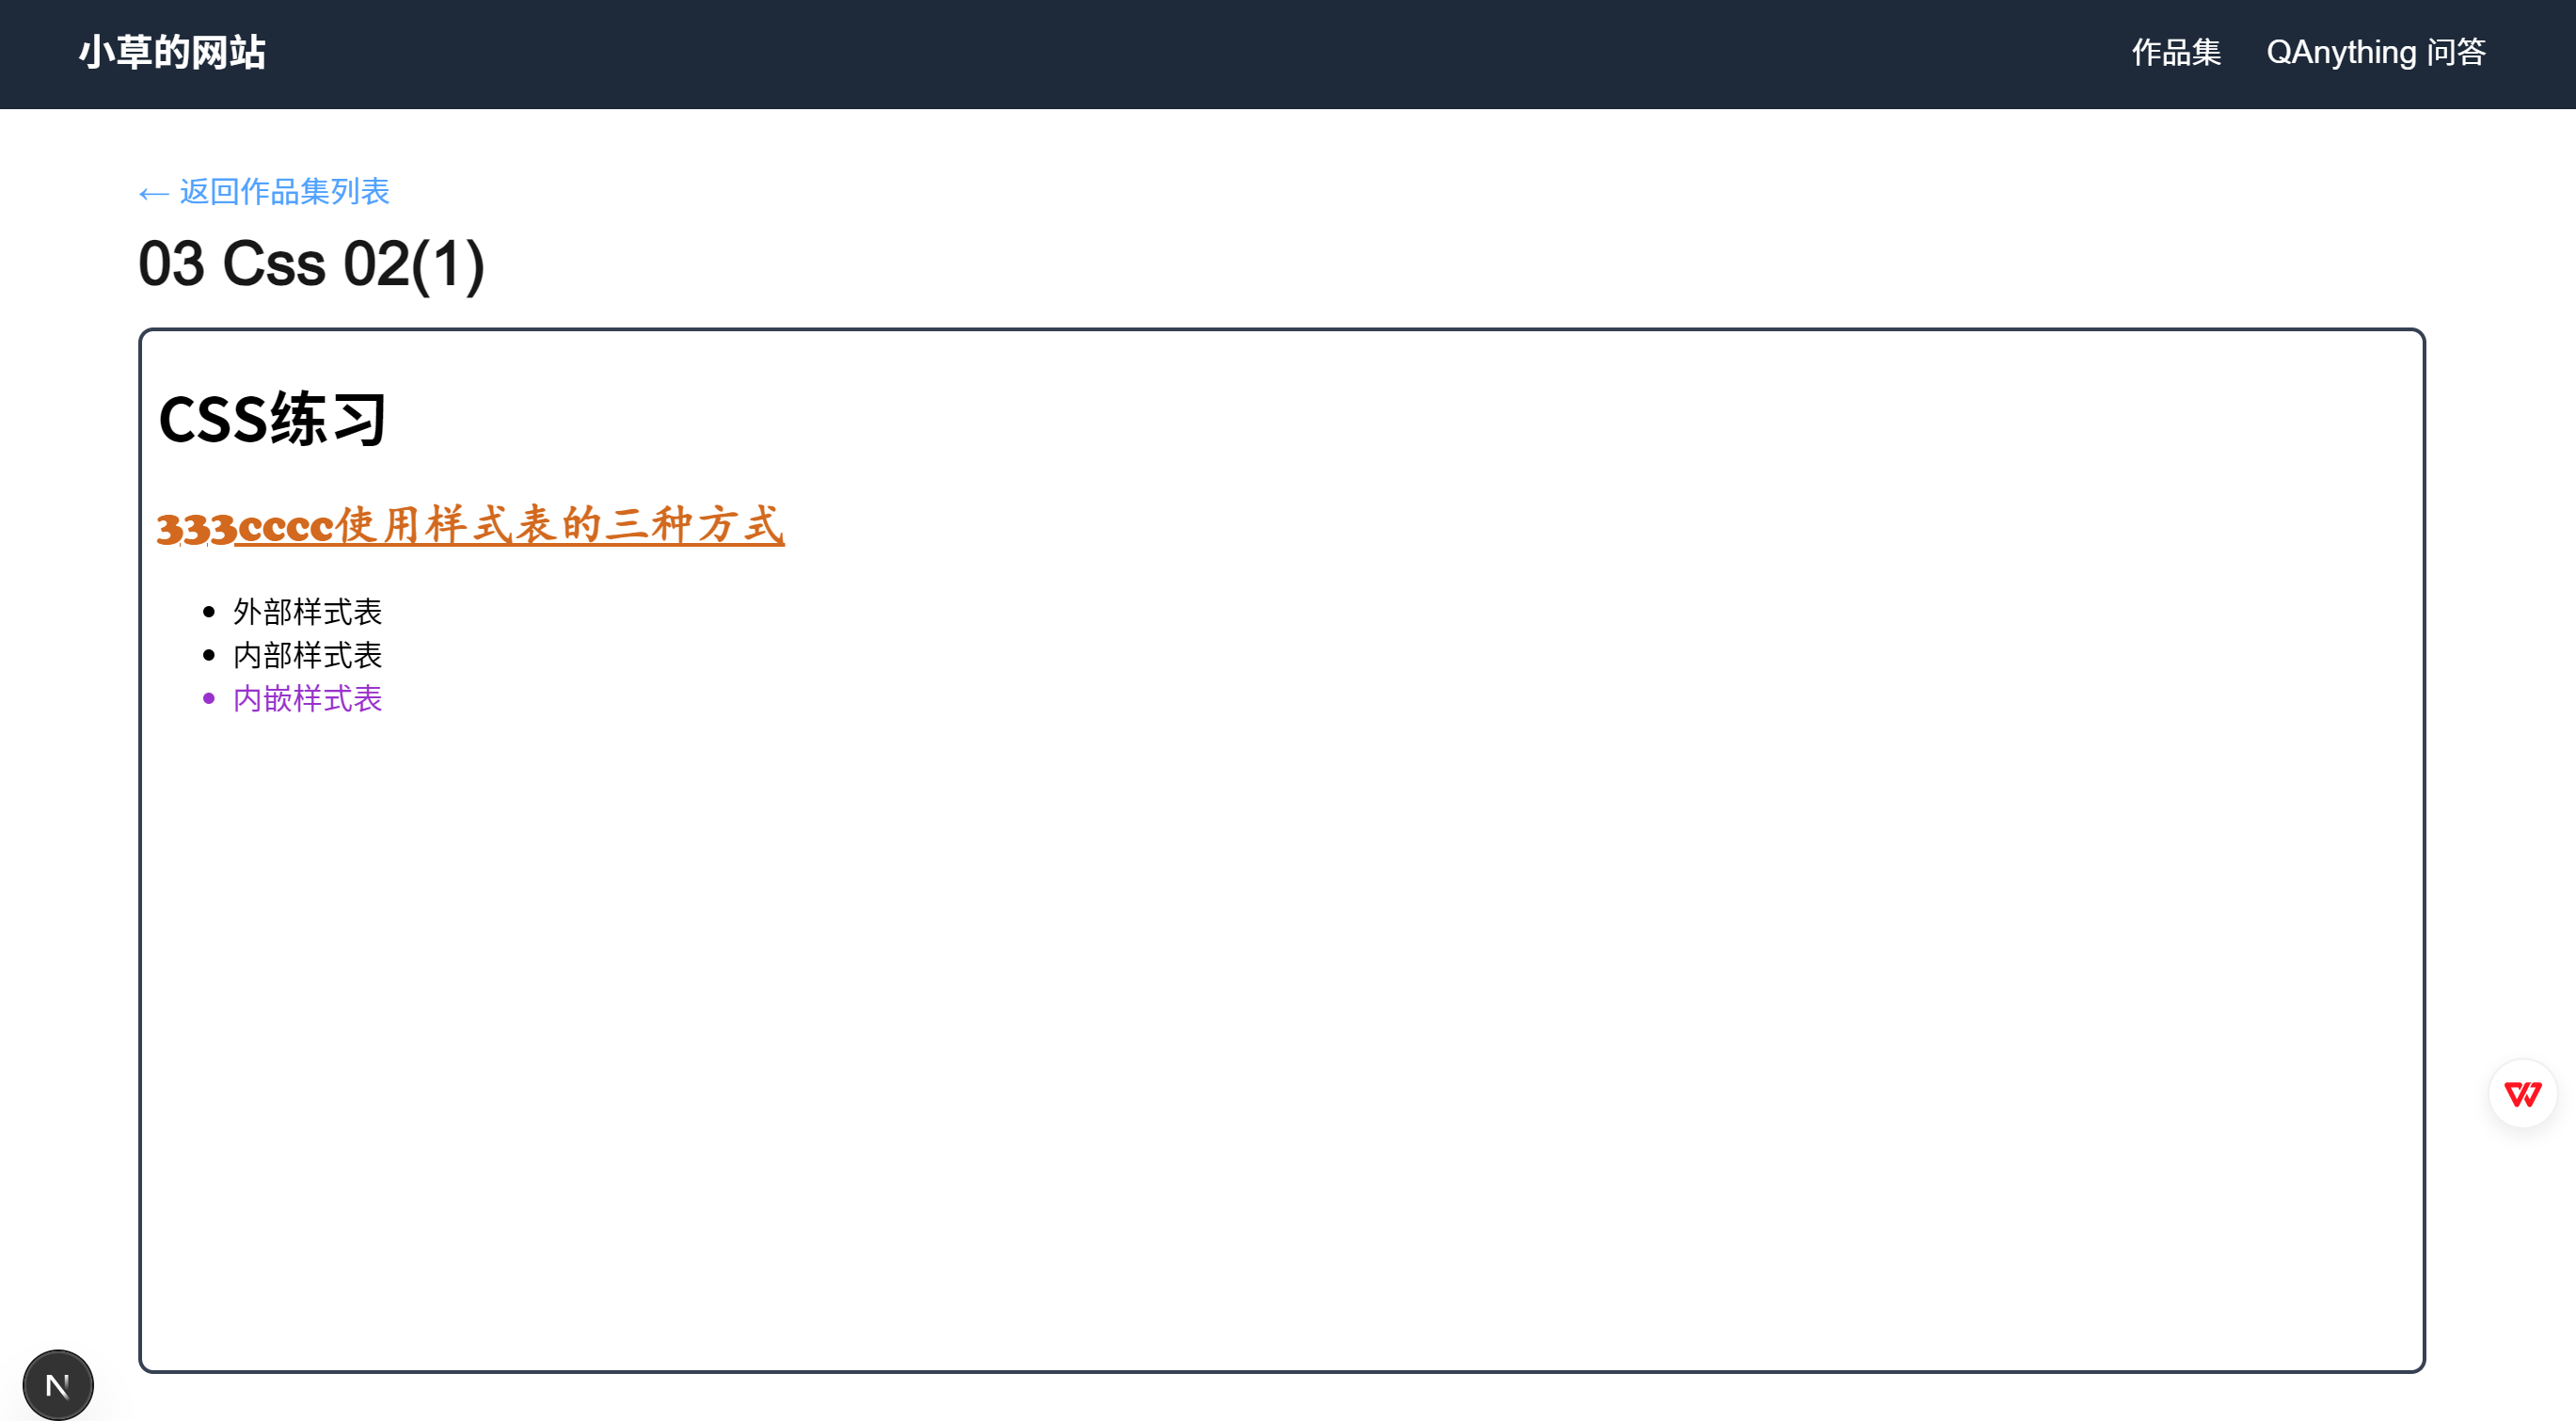 小草的网站
作品集 QAnything 问答
← 返回作品集列表
03 Css 02(1)
CSS练习
333cccc使用样式表的三种方式
• 外部样式表
• 内部样式表
• 内嵌样式表
W
N